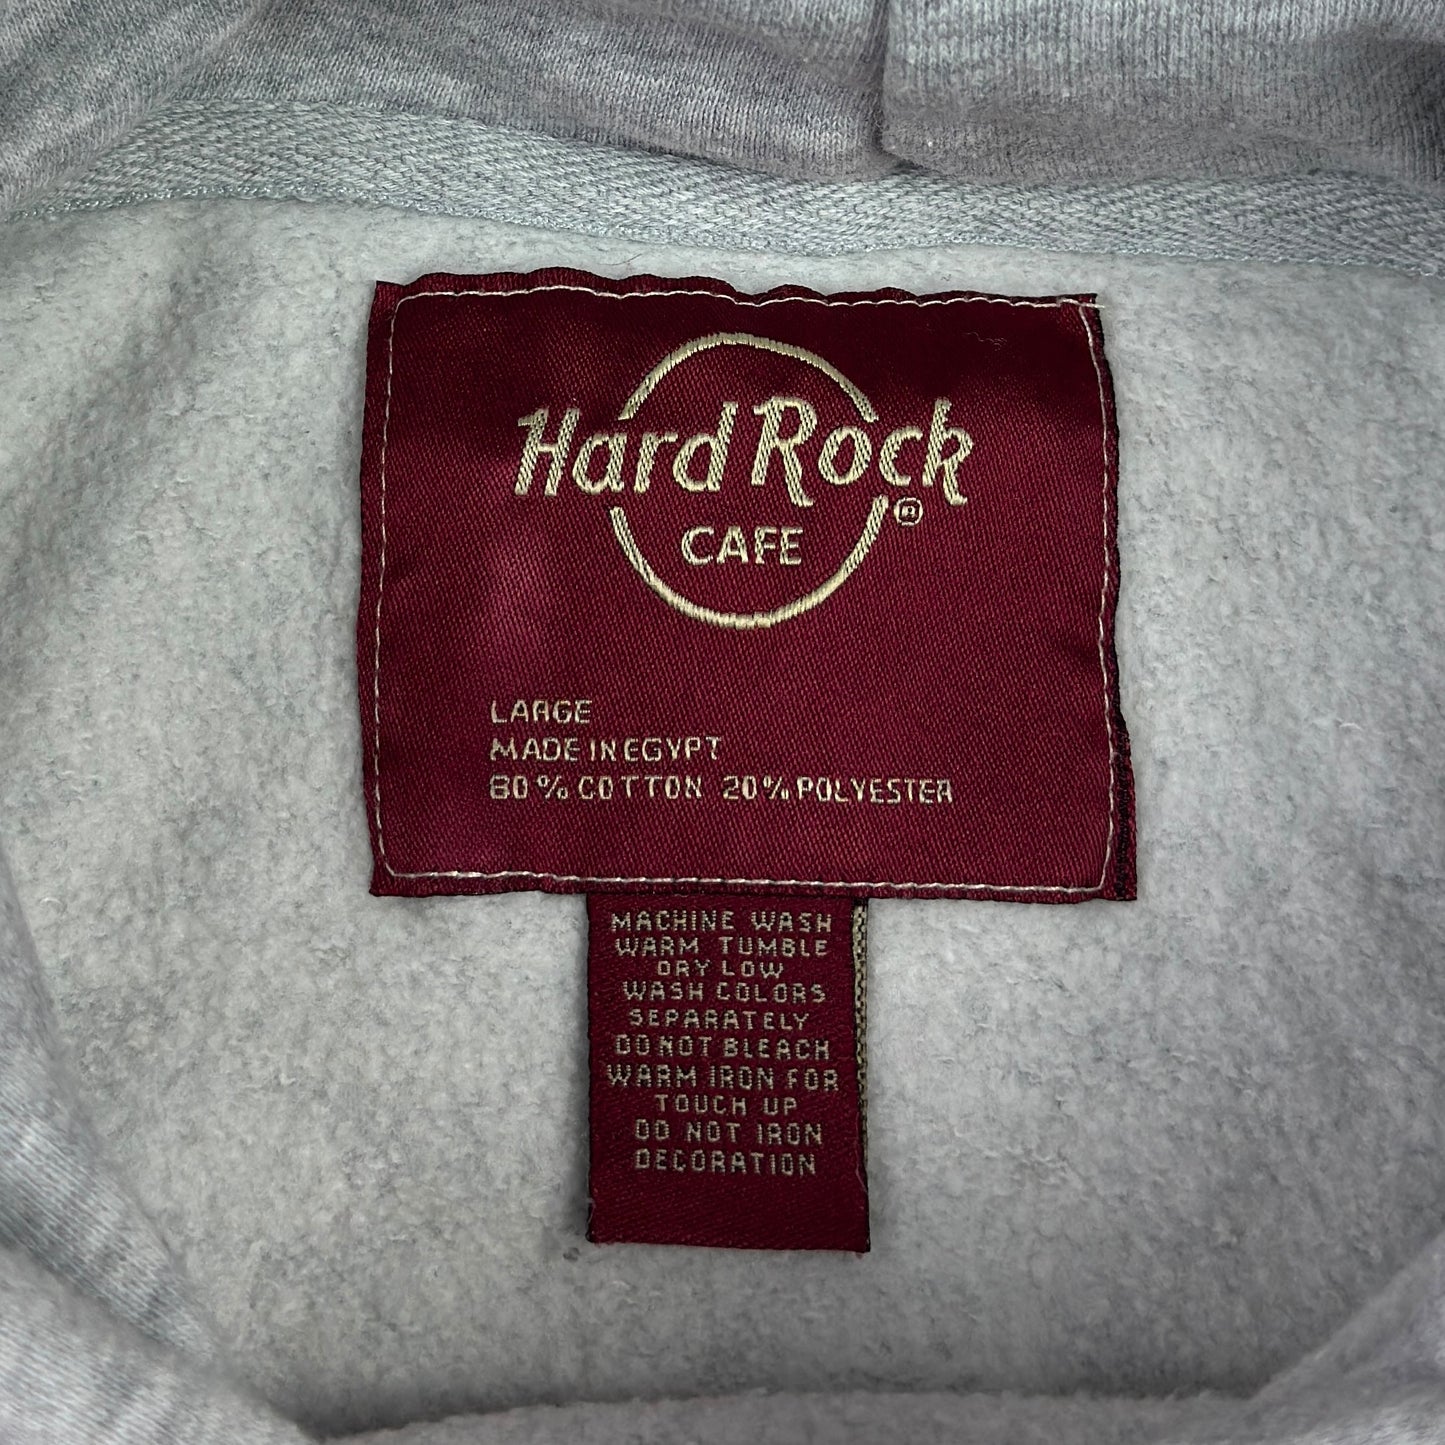 Hard Rock
CAFE
®
LARGE
MADE IN EGYPT
80% COTTON 20% POLYESTER
MACHINE WASH
WARM TUMBLE
DRY LOW
WASH COLORS
SEPARATELY
DO NOT BLEACH
WARM IRON FOR
TOUCH UP
DO NOT IRON
DECORATION